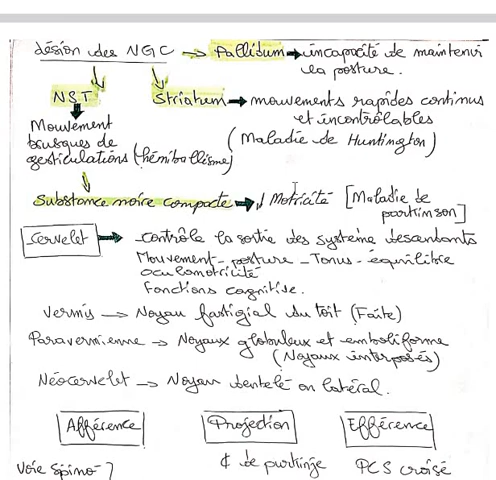 Lésion des NGC → Pallidum → incapacité de maintenir
la posture.
NST
Striatum → mouvements rapides continus
et incontrôlables
(Maladie de Huntington)
Mouvement
brusques de
gesticulations (hémiballisme)
Substance noire compacte → ↓ Motricité [Maladie de
parkinson]
Cervelet → contrôle la sortie des système desendants
Mouvement - posture - Tonus - équilibre
oculomotricité
Fonctions cognitive.
Vermis → Noyau fastigial du toit (Faîte)
Paravermienne → Noyaux globuleux et emboliforme
(Noyaux interposés)
Néocervelet → Noyau dentelé ou latéral.
Afférence
Projection
Efférence
Voie Spino-
¢ de purkinje
PCS croisé